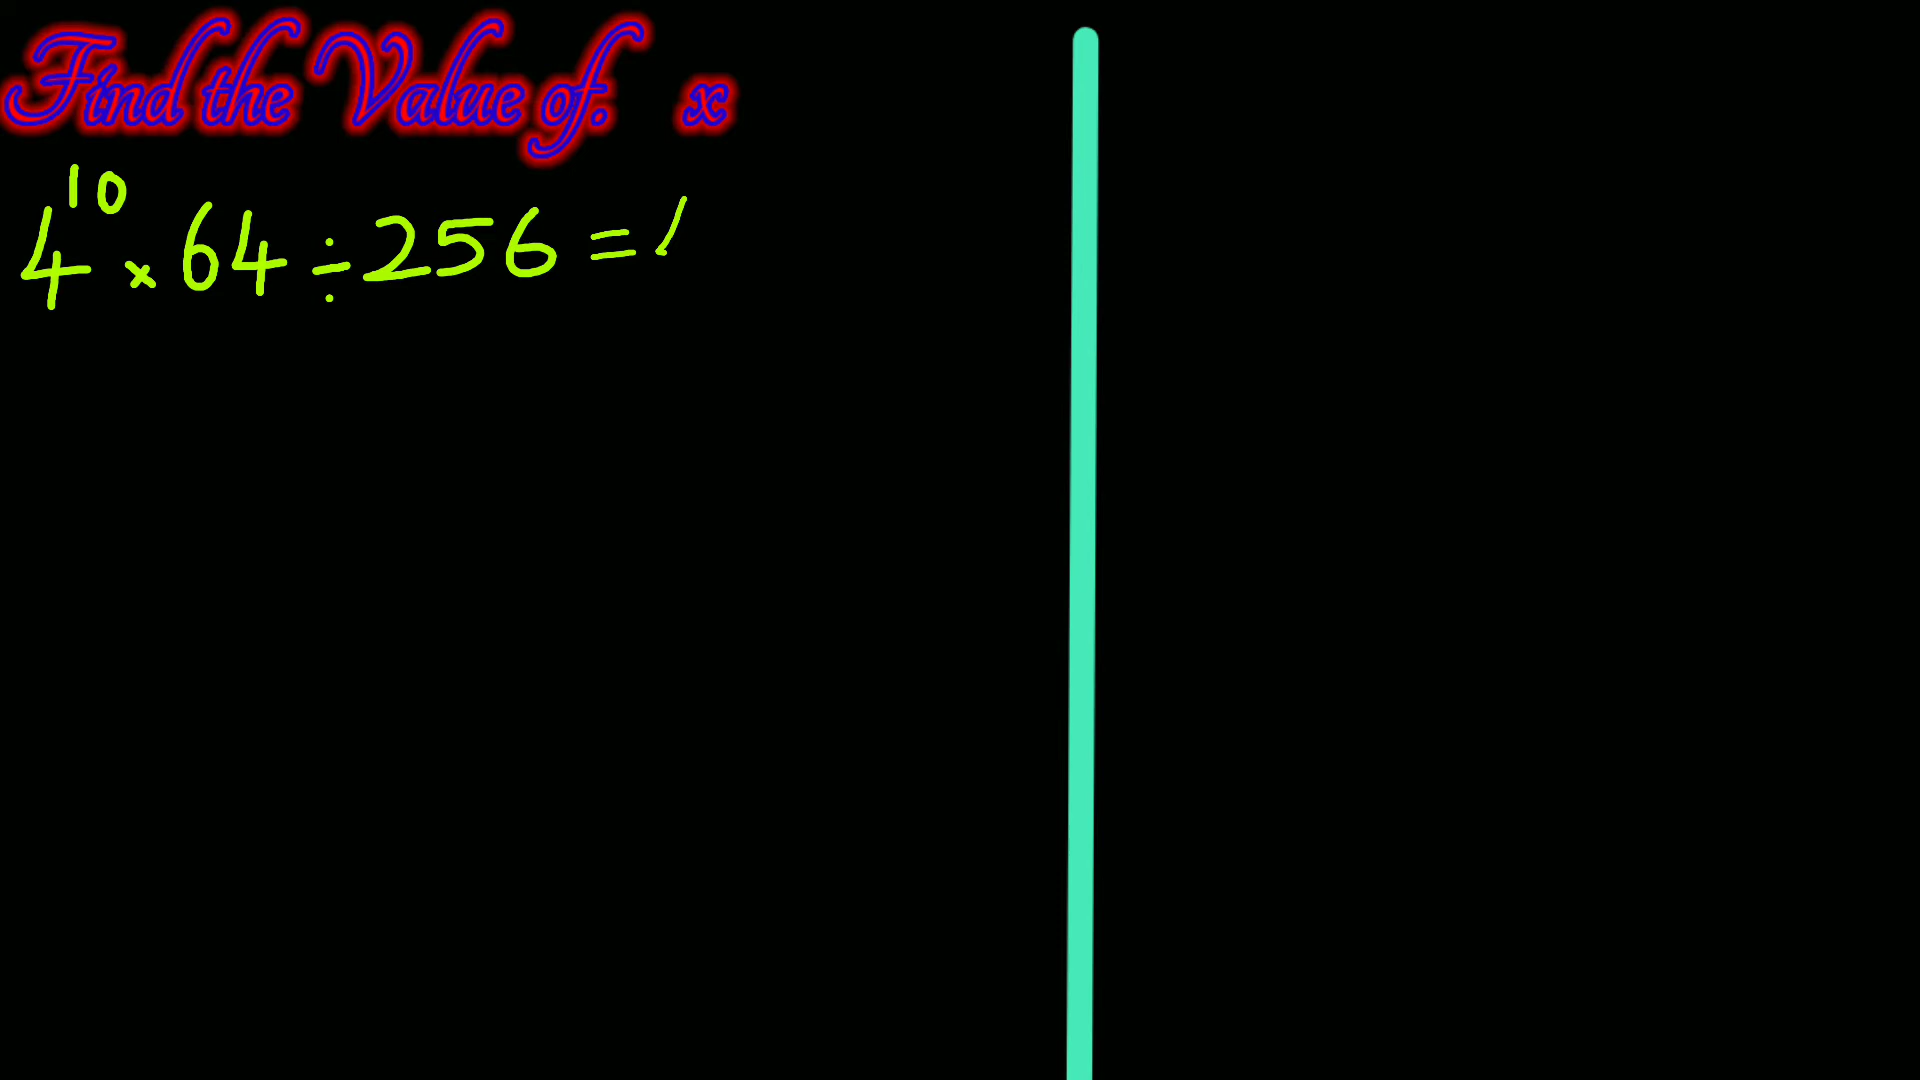 Find the Value of. x
4¹⁰ × 64 ÷ 256 =